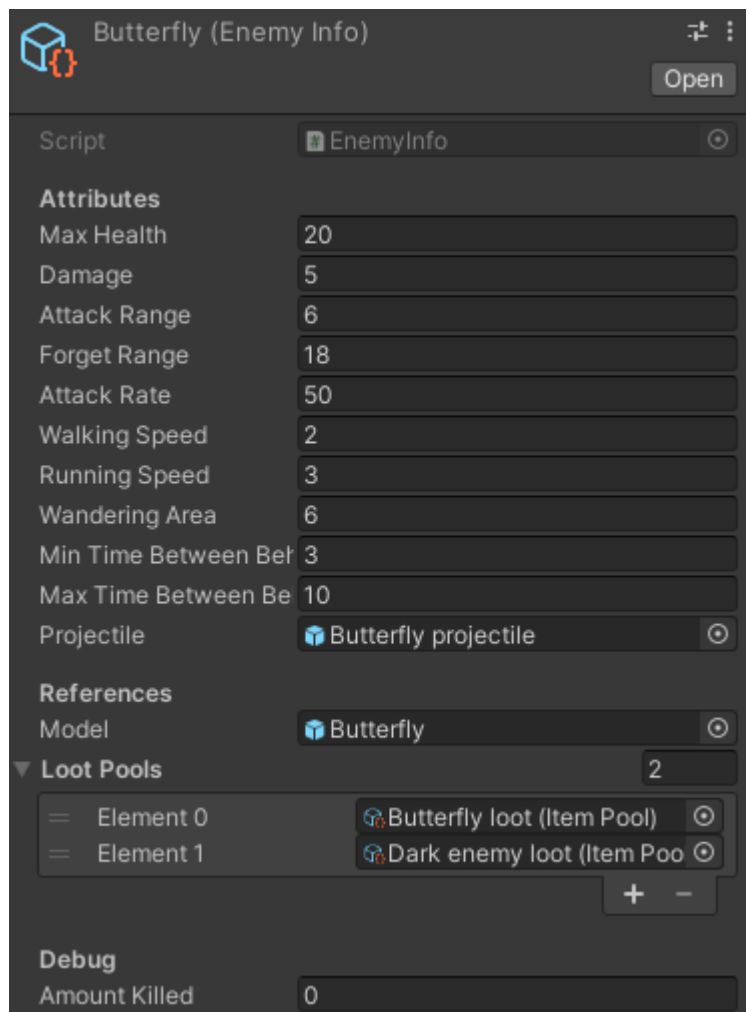 Butterfly (Enemy Info)
Open
Script EnemyInfo
Attributes
Max Health 20
Damage 5
Attack Range 6
Forget Range 18
Attack Rate 50
Walking Speed 2
Running Speed 3
Wandering Area 6
Min Time Between Beh 3
Max Time Between Be 10
Projectile Butterfly projectile
References
Model Butterfly
Loot Pools 2
Element 0 Butterfly loot (Item Pool)
Element 1 Dark enemy loot (Item Poo
Debug
Amount Killed 0